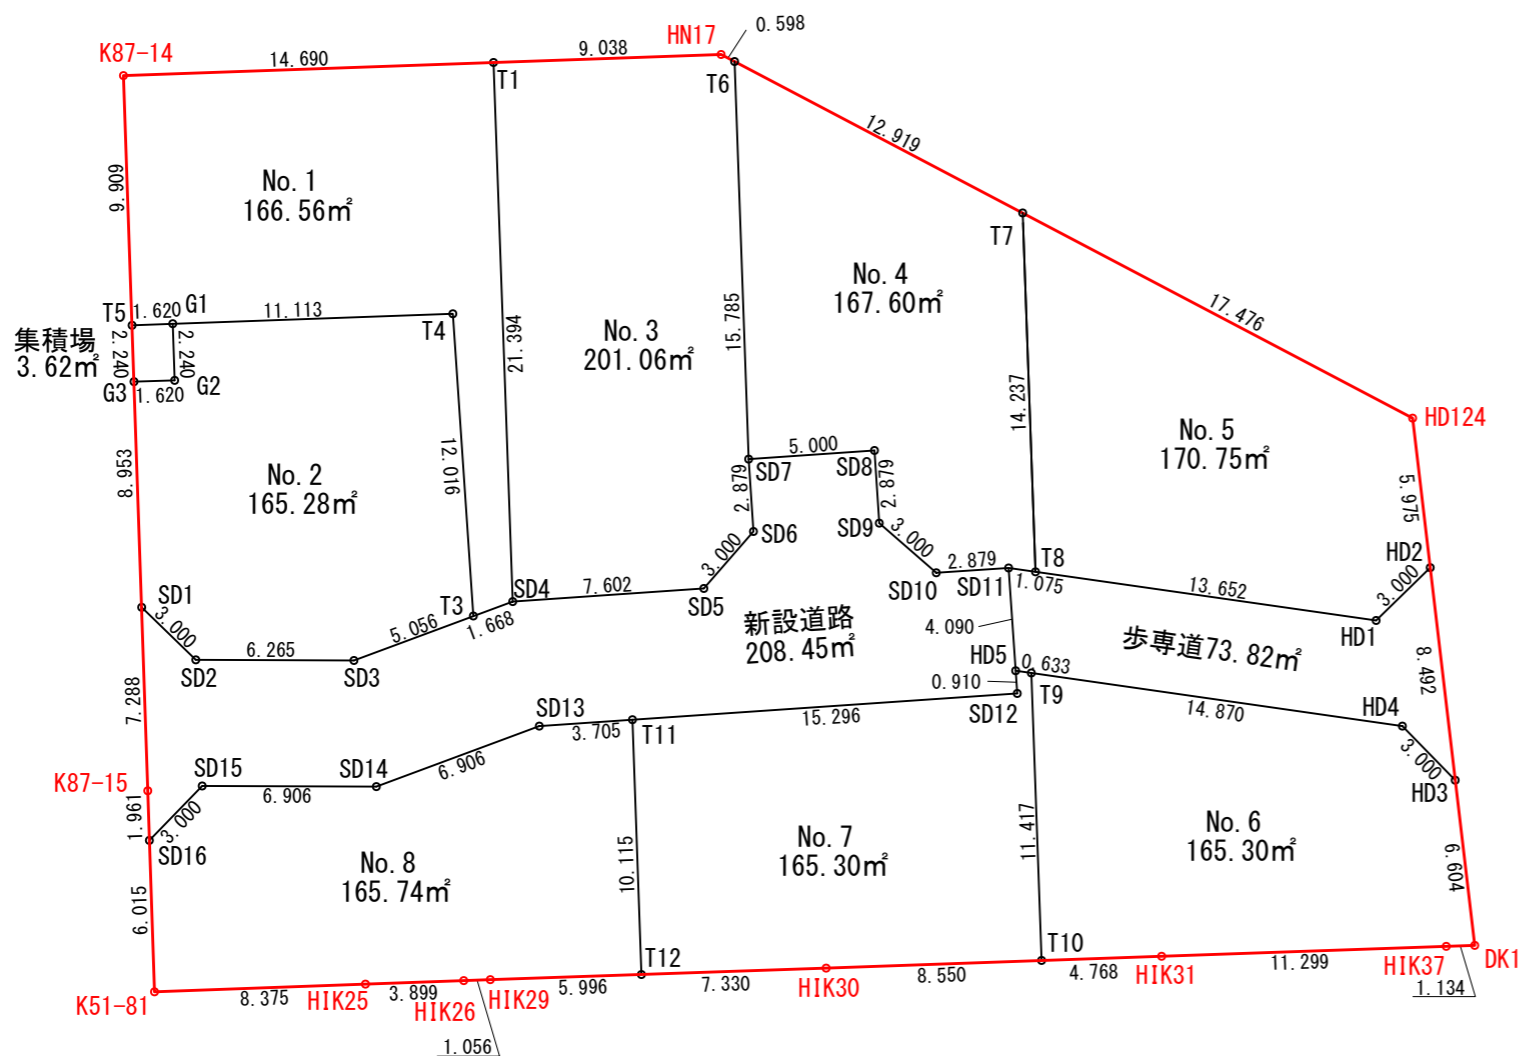 0.598
HN17
K87-14
14.690
9.038
T1
T6
12.919
9.909
No.1
166.56㎡
T7
No.4
167.60㎡
17.476
T5
1.620
G1
11.113
T4
集積場
3.62㎡
2.240
2.240
G3
1.620
G2
21.394
15.785
No.3
201.06㎡
14.237
HD124
No.5
170.75㎡
5.000
SD7
SD8
8.953
No.2
165.28㎡
12.016
2.879
2.879
5.975
SD6
SD9
3.000
3.000
HD2
SD10
2.879
SD11
T8
1.075
13.652
3.000
SD1
3.000
T3
SD4
7.602
SD5
HD1
5.056
1.668
新設道路
208.45㎡
4.090
歩専道73.82㎡
SD2
6.265
SD3
HD5
0.633
8.492
7.288
0.910
T9
SD12
14.870
HD4
SD13
3.705
T11
15.296
3.000
K87-15
SD15
SD14
6.906
6.906
HD3
1.961
3.000
SD16
No.8
165.74㎡
10.115
No.7
165.30㎡
11.417
No.6
165.30㎡
6.604
6.015
T12
T10
DK1
K51-81
8.375
HIK25
3.899
HIK26
HIK29
5.996
7.330
HIK30
8.550
4.768
HIK31
11.299
HIK37
1.134
1.056